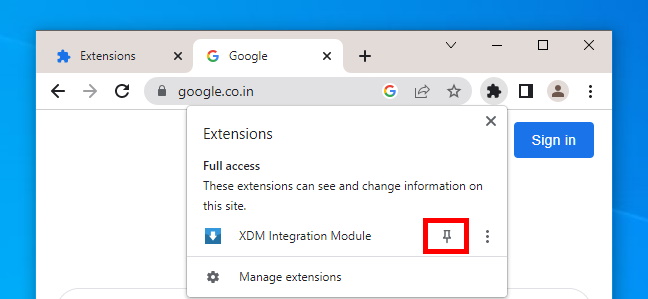 Extensions
Google
google.co.in
Extensions
Sign in
Full access
These extensions can see and change information on
this site.
XDM Integration Module
Manage extensions